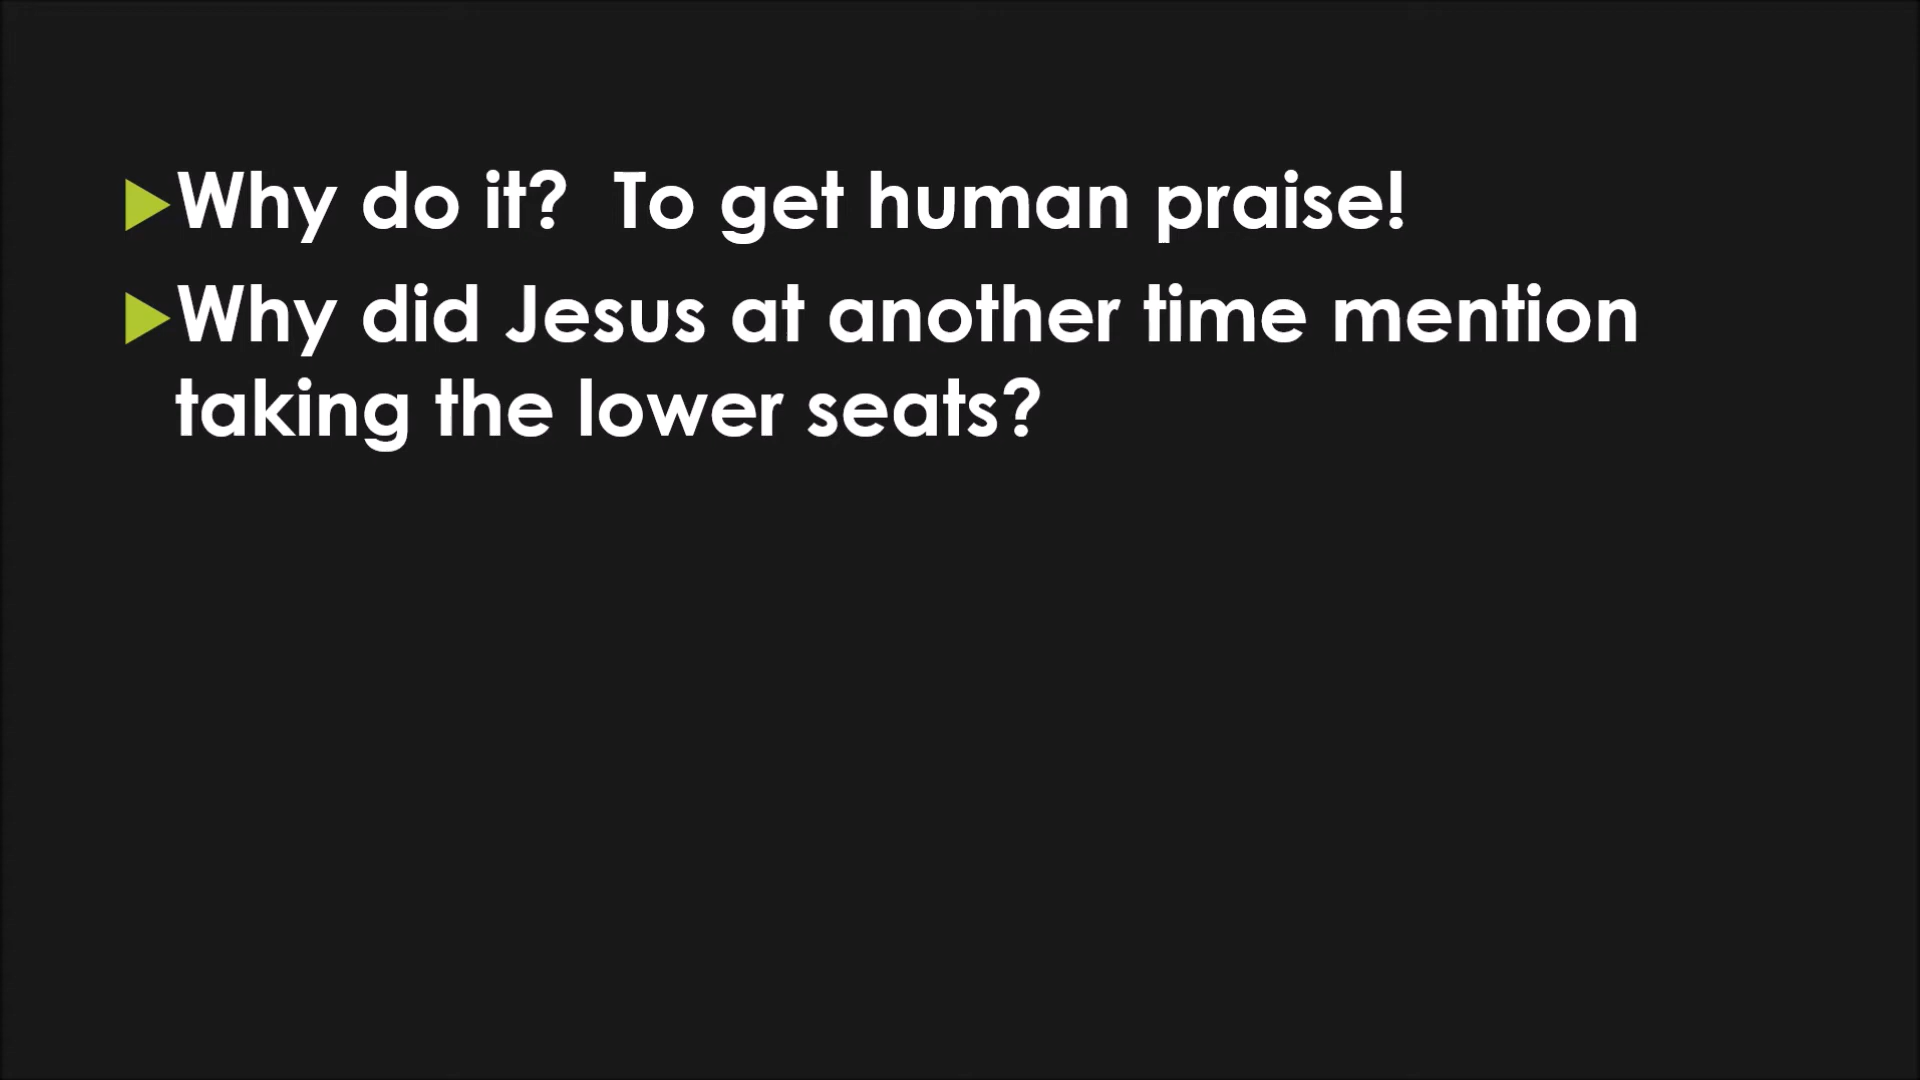 Why do it?  To get human praise!
Why did Jesus at another time mention
taking the lower seats?